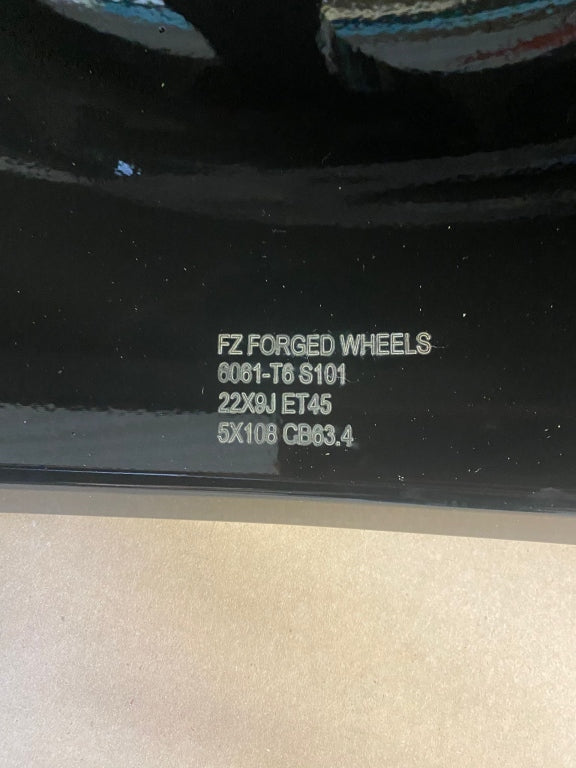 FZ FORGED WHEELS
6061-T6 S101
22X9J ET45
5X108 CB63.4